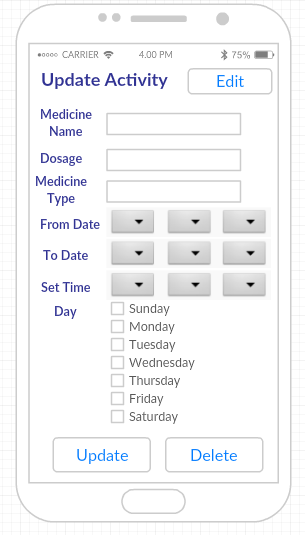 CARRIER 4.00 PM 75%
Update Activity Edit
Medicine
Name
Dosage
Medicine
Type
From Date
To Date
Set Time
Day
Sunday
Monday
Tuesday
Wednesday
Thursday
Friday
Saturday
Update Delete